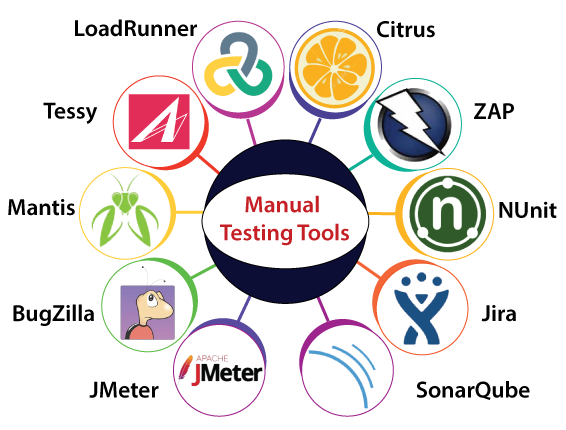 LoadRunner
Citrus
Tessy
ZAP
Mantis
Manual
Testing Tools
n
NUnit
BugZilla
Jira
APACHE
JMeter
JMeter
SonarQube